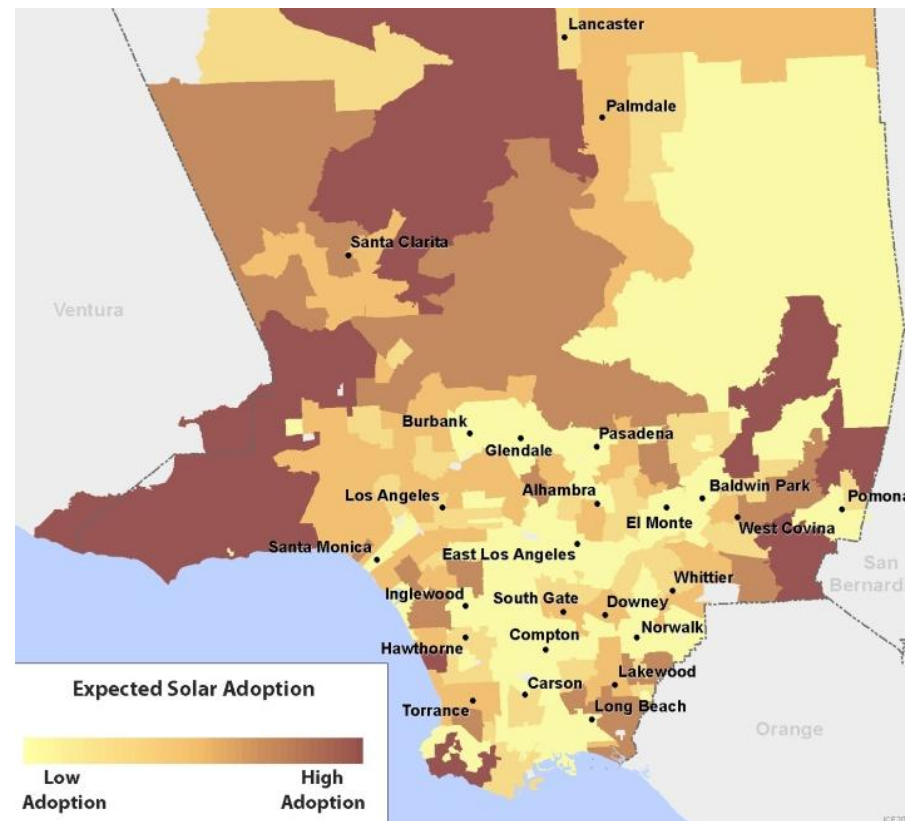 Lancaster
Palmdale
Santa Clarita
Ventura
Burbank
Glendale
Pasadena
Los Angeles
Alhambra
Baldwin Park
Pomona
El Monte
West Covina
Santa Monica
East Los Angeles
San
Bernard
Whittier
Inglewood
South Gate
Downey
Compton
Norwalk
Hawthorne
Lakewood
Carson
Torrance
Long Beach
Orange
Expected Solar Adoption
Low
Adoption
High
Adoption